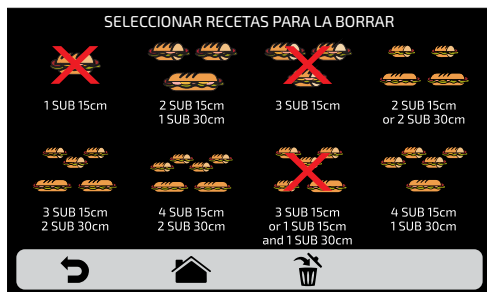 SELECCIONAR RECETAS PARA LA BORRAR
1 SUB 15cm
2 SUB 15cm
1 SUB 30cm
3 SUB 15cm
2 SUB 15cm
or 2 SUB 30cm
3 SUB 15cm
2 SUB 30cm
4 SUB 15cm
2 SUB 30cm
3 SUB 15cm
or 1 SUB 15cm
and 1 SUB 30cm
4 SUB 15cm
1 SUB 30cm